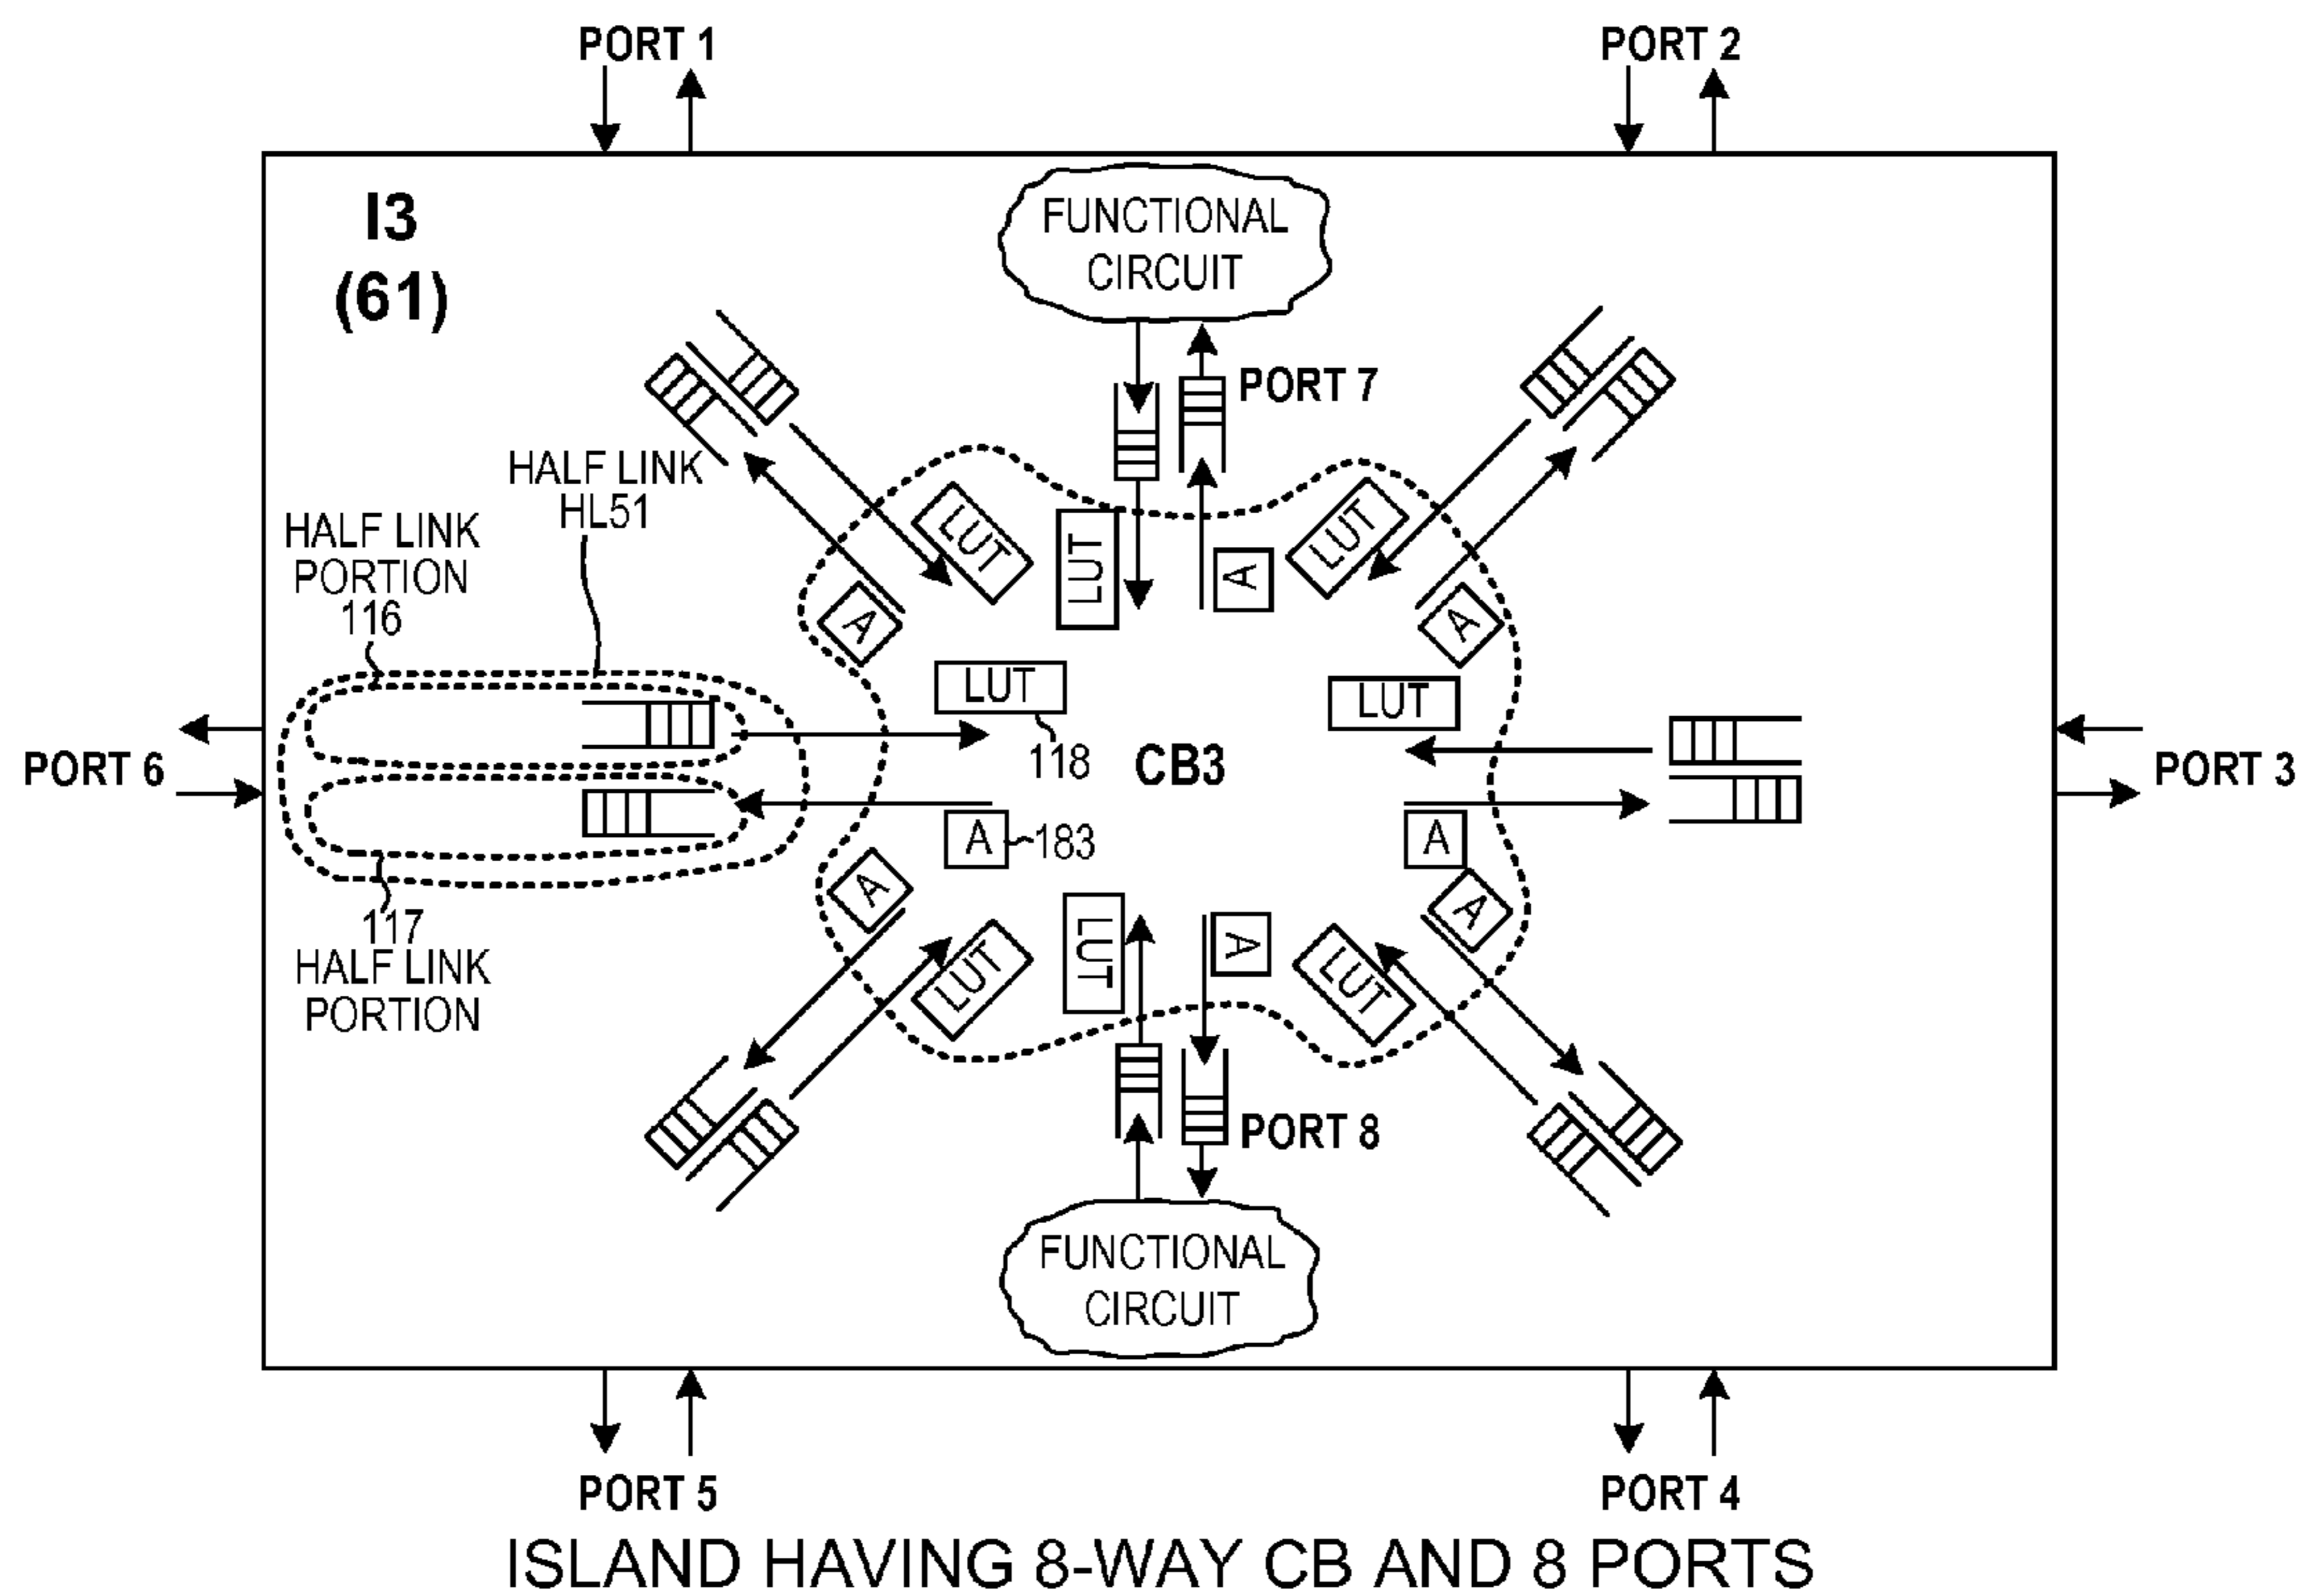 PORT 1
PORT 2
I3
(61)
FUNCTIONAL
CIRCUIT
PORT 7
HALF LINK
HL51
HALF LINK
PORTION
116
LUT
LUT
A
LUT
A
A
LUT
118
LUT
CB3
PORT 6
PORT 3
A
183
A
A
A
117
HALF LINK
PORTION
LUT
LUT
A
LUT
PORT 8
FUNCTIONAL
CIRCUIT
PORT 5
PORT 4
ISLAND HAVING 8-WAY CB AND 8 PORTS